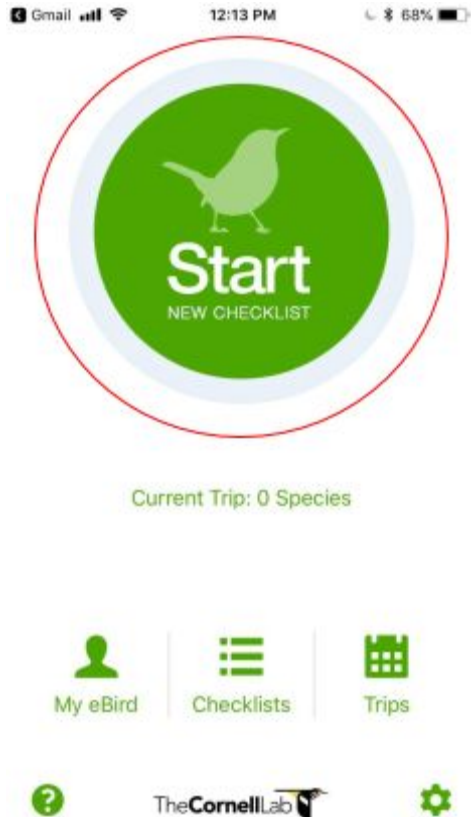 Gmail 12:13 PM 68%
Start
NEW CHECKLIST
Current Trip: 0 Species
My eBird Checklists Trips
? TheCornellLab